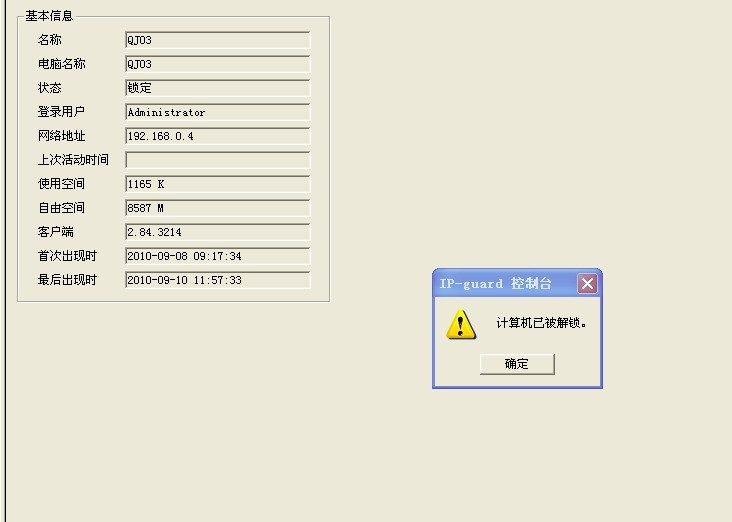 基本信息
名称 QJ03
电脑名称 QJ03
状态 锁定
登录用户 Administrator
网络地址 192.168.0.4
上次活动时间
使用空间 1165 K
自由空间 8587 M
客户端 2.84.3214
首次出现时 2010-09-08 09:17:34
最后出现时 2010-09-10 11:57:33
IP-guard 控制台
计算机已被解锁。
确定